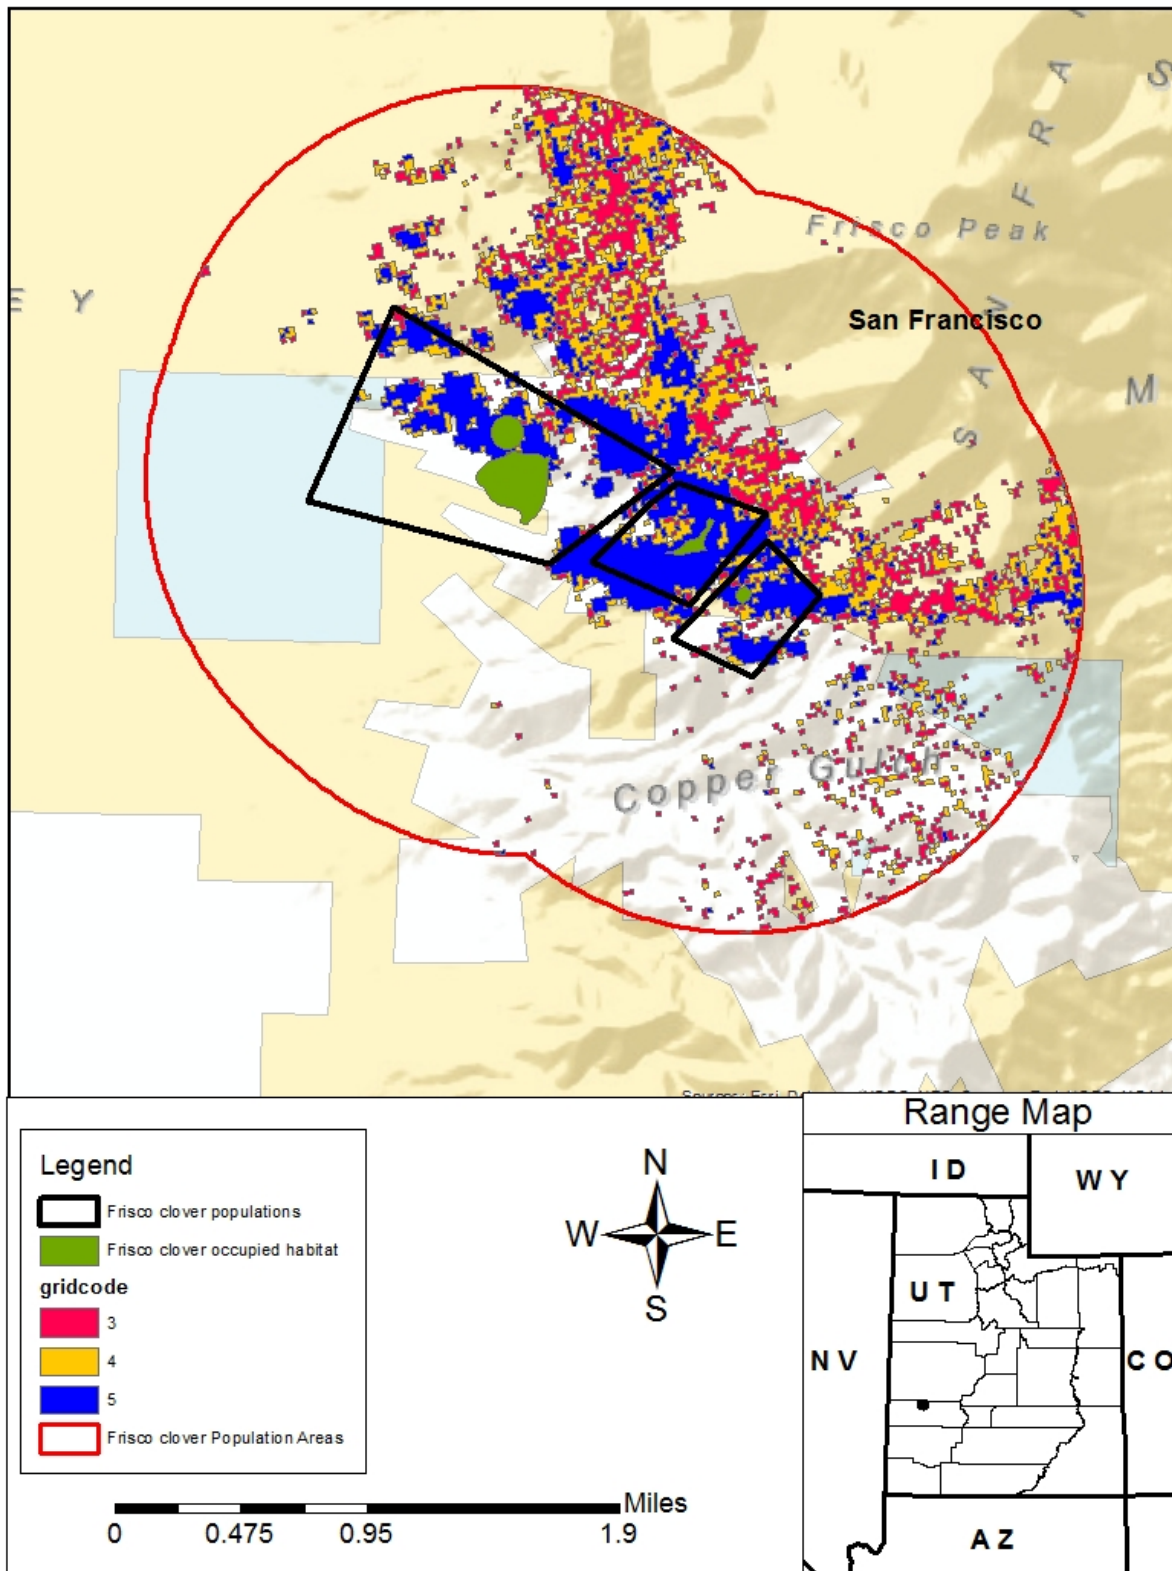 S A N F R A
S
Frisco Peak
E Y
San Francisco
M
Copper Gulch
Sources: Esri,
Range Map
Legend
Frisco clover populations
Frisco clover occupied habitat
gridcode
3
4
5
Frisco clover Population Areas
N
W E
S
Miles
0 0.475 0.95 1.9
ID
WY
UT
NV
CO
AZ